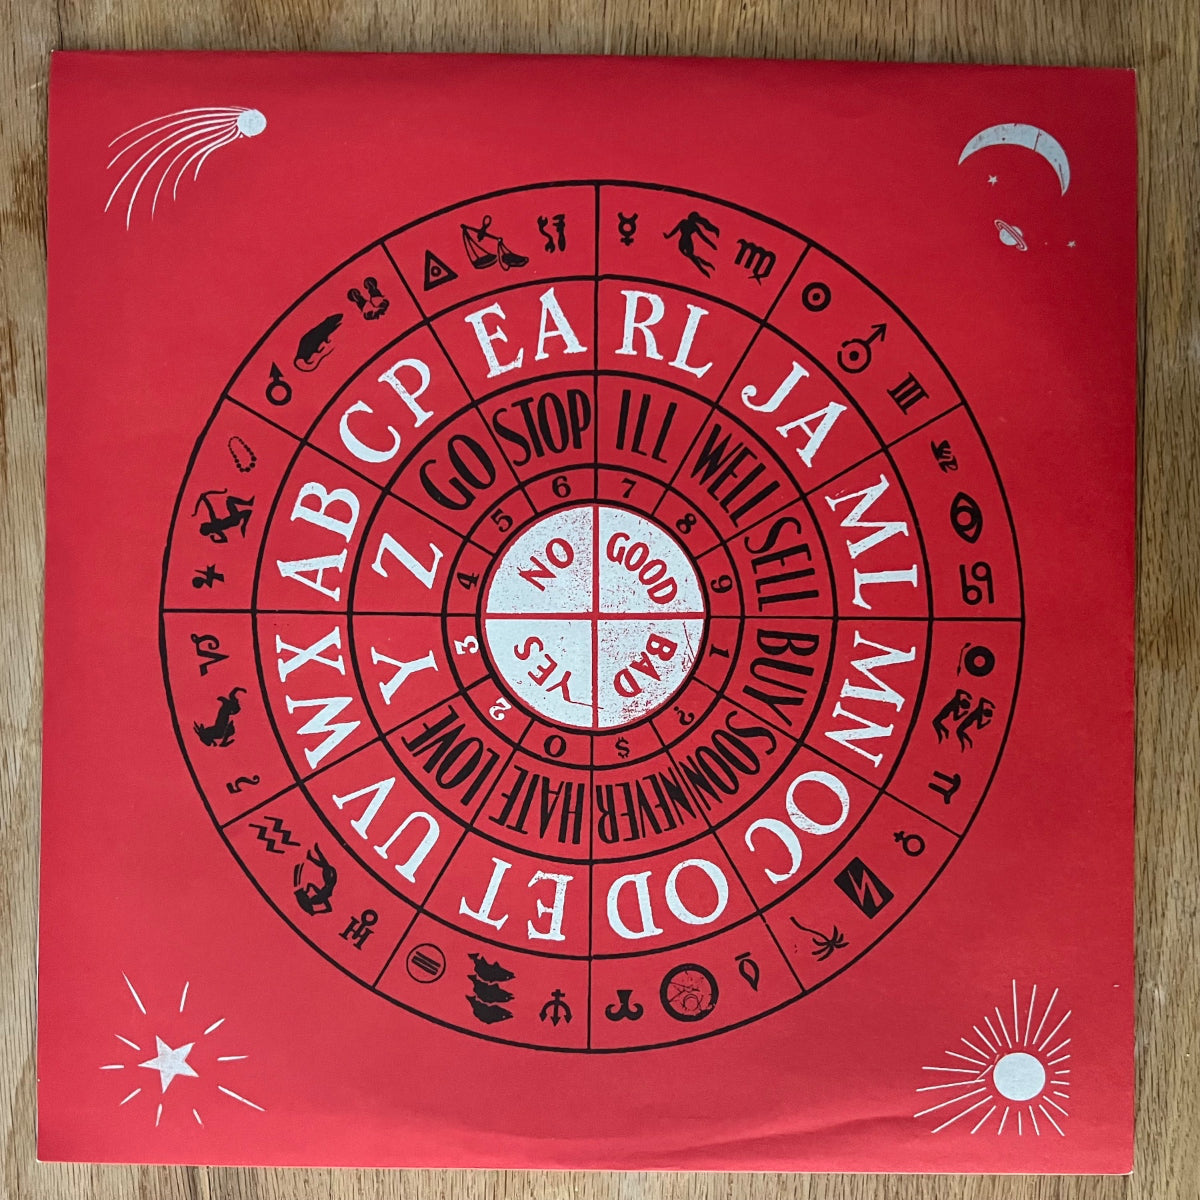 EA
RL
JA
ML
MN
OC
OD
ET
UV
WX
AB
CP
STOP
ILL
WELL
SELL
BUY
SOON
NEVER
HATE
LOVE
Y
Z
GO
6
7
8
9
1
?
$
0
2
3
4
5
NO
GOOD
BAD
YES